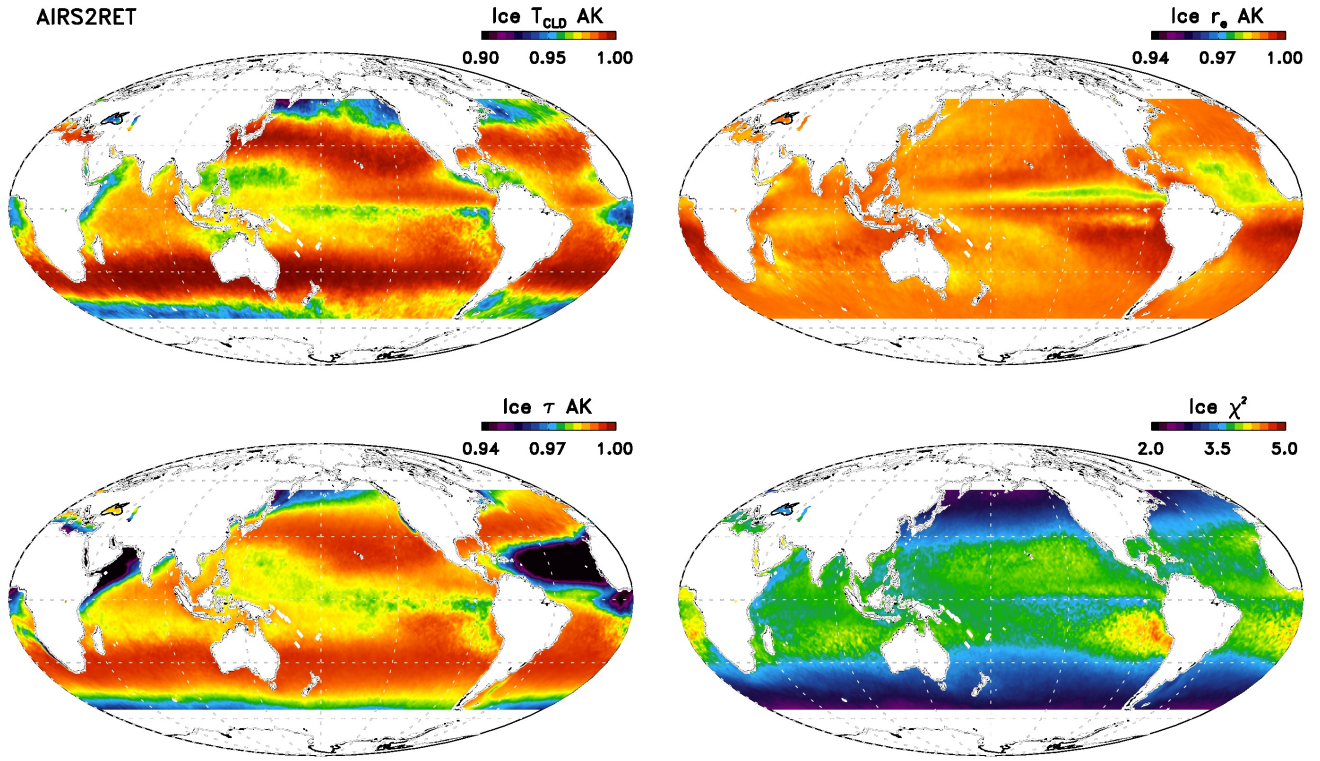 AIRS2RET
Ice T_CLD AK
0.90 0.95 1.00
Ice r_e AK
0.94 0.97 1.00
Ice τ AK
0.94 0.97 1.00
Ice χ²
2.0 3.5 5.0